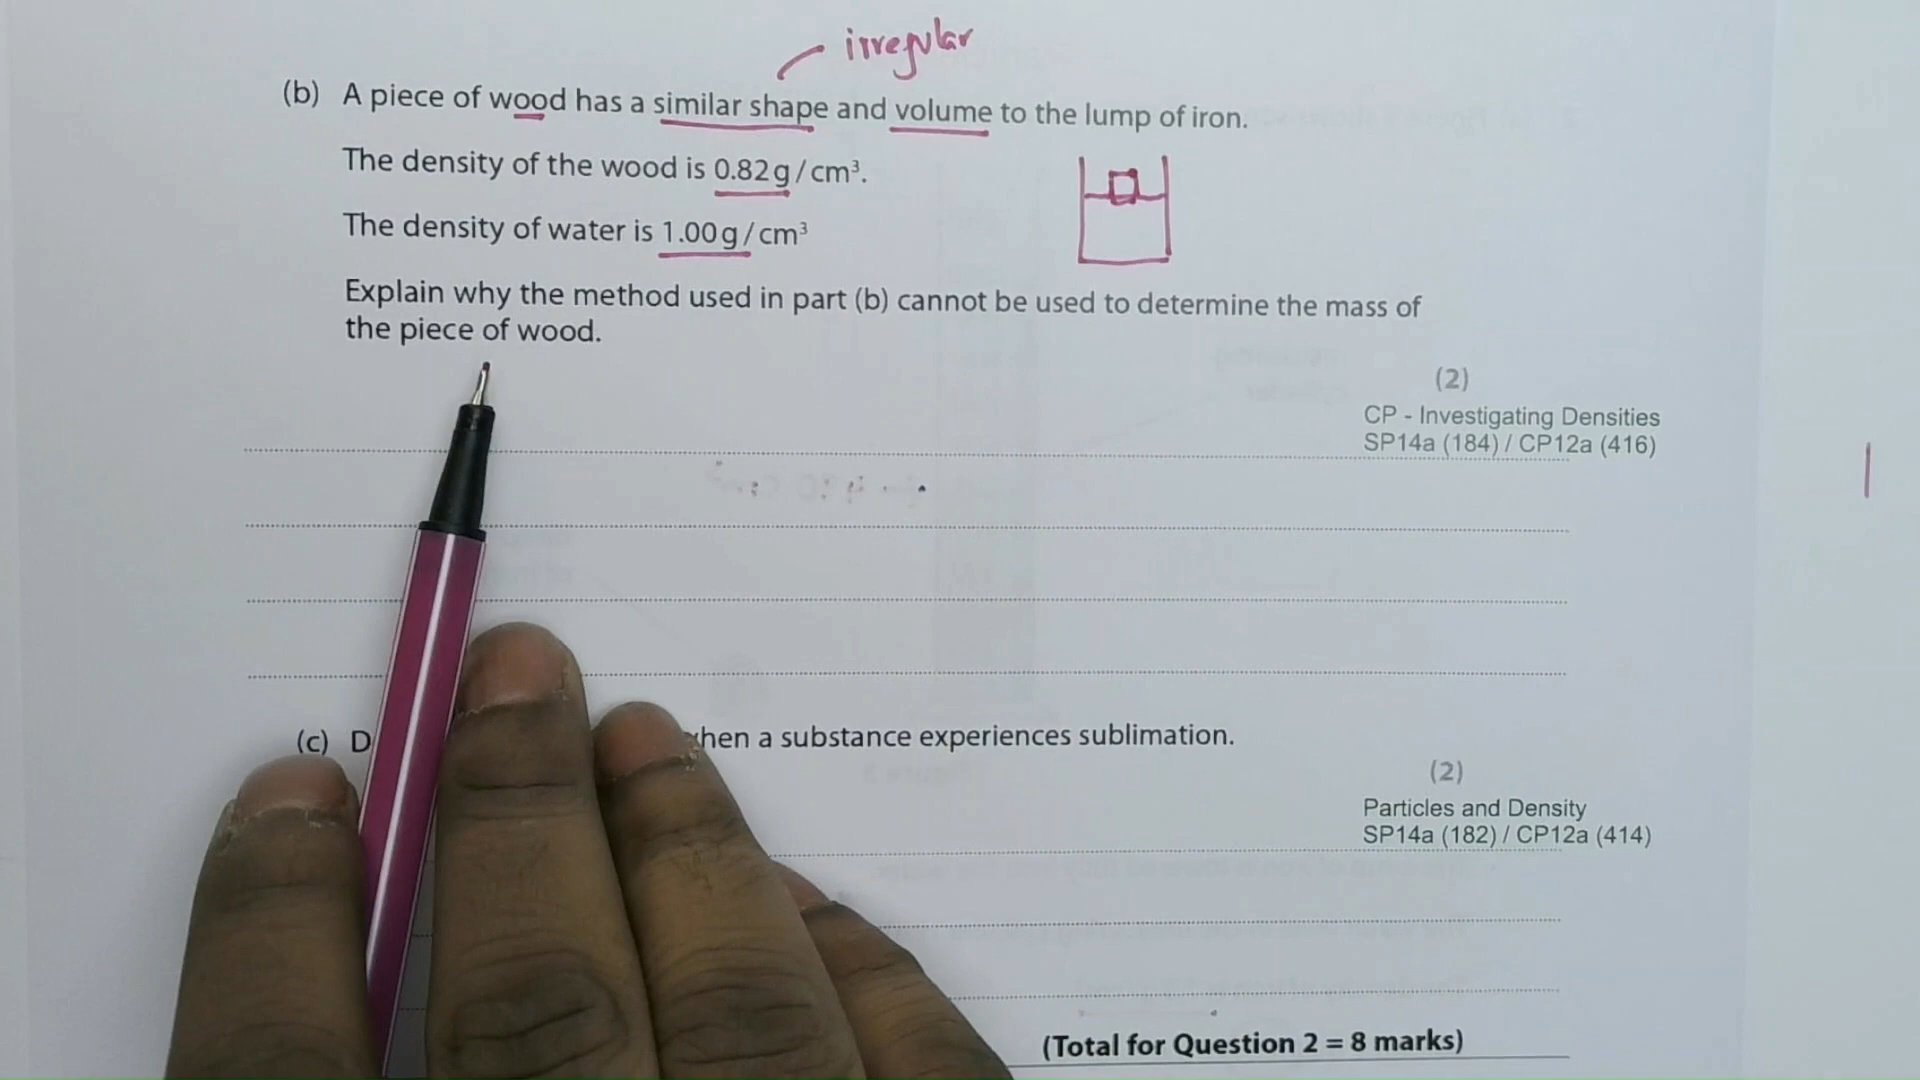 irregular
(b) A piece of wood has a similar shape and volume to the lump of iron.
The density of the wood is 0.82 g/cm³.
The density of water is 1.00 g/cm³
Explain why the method used in part (b) cannot be used to determine the mass of
the piece of wood.
(2)
CP - Investigating Densities
SP14a (184) / CP12a (416)
(c) D
when a substance experiences sublimation.
(2)
Particles and Density
SP14a (182) / CP12a (414)
(Total for Question 2 = 8 marks)